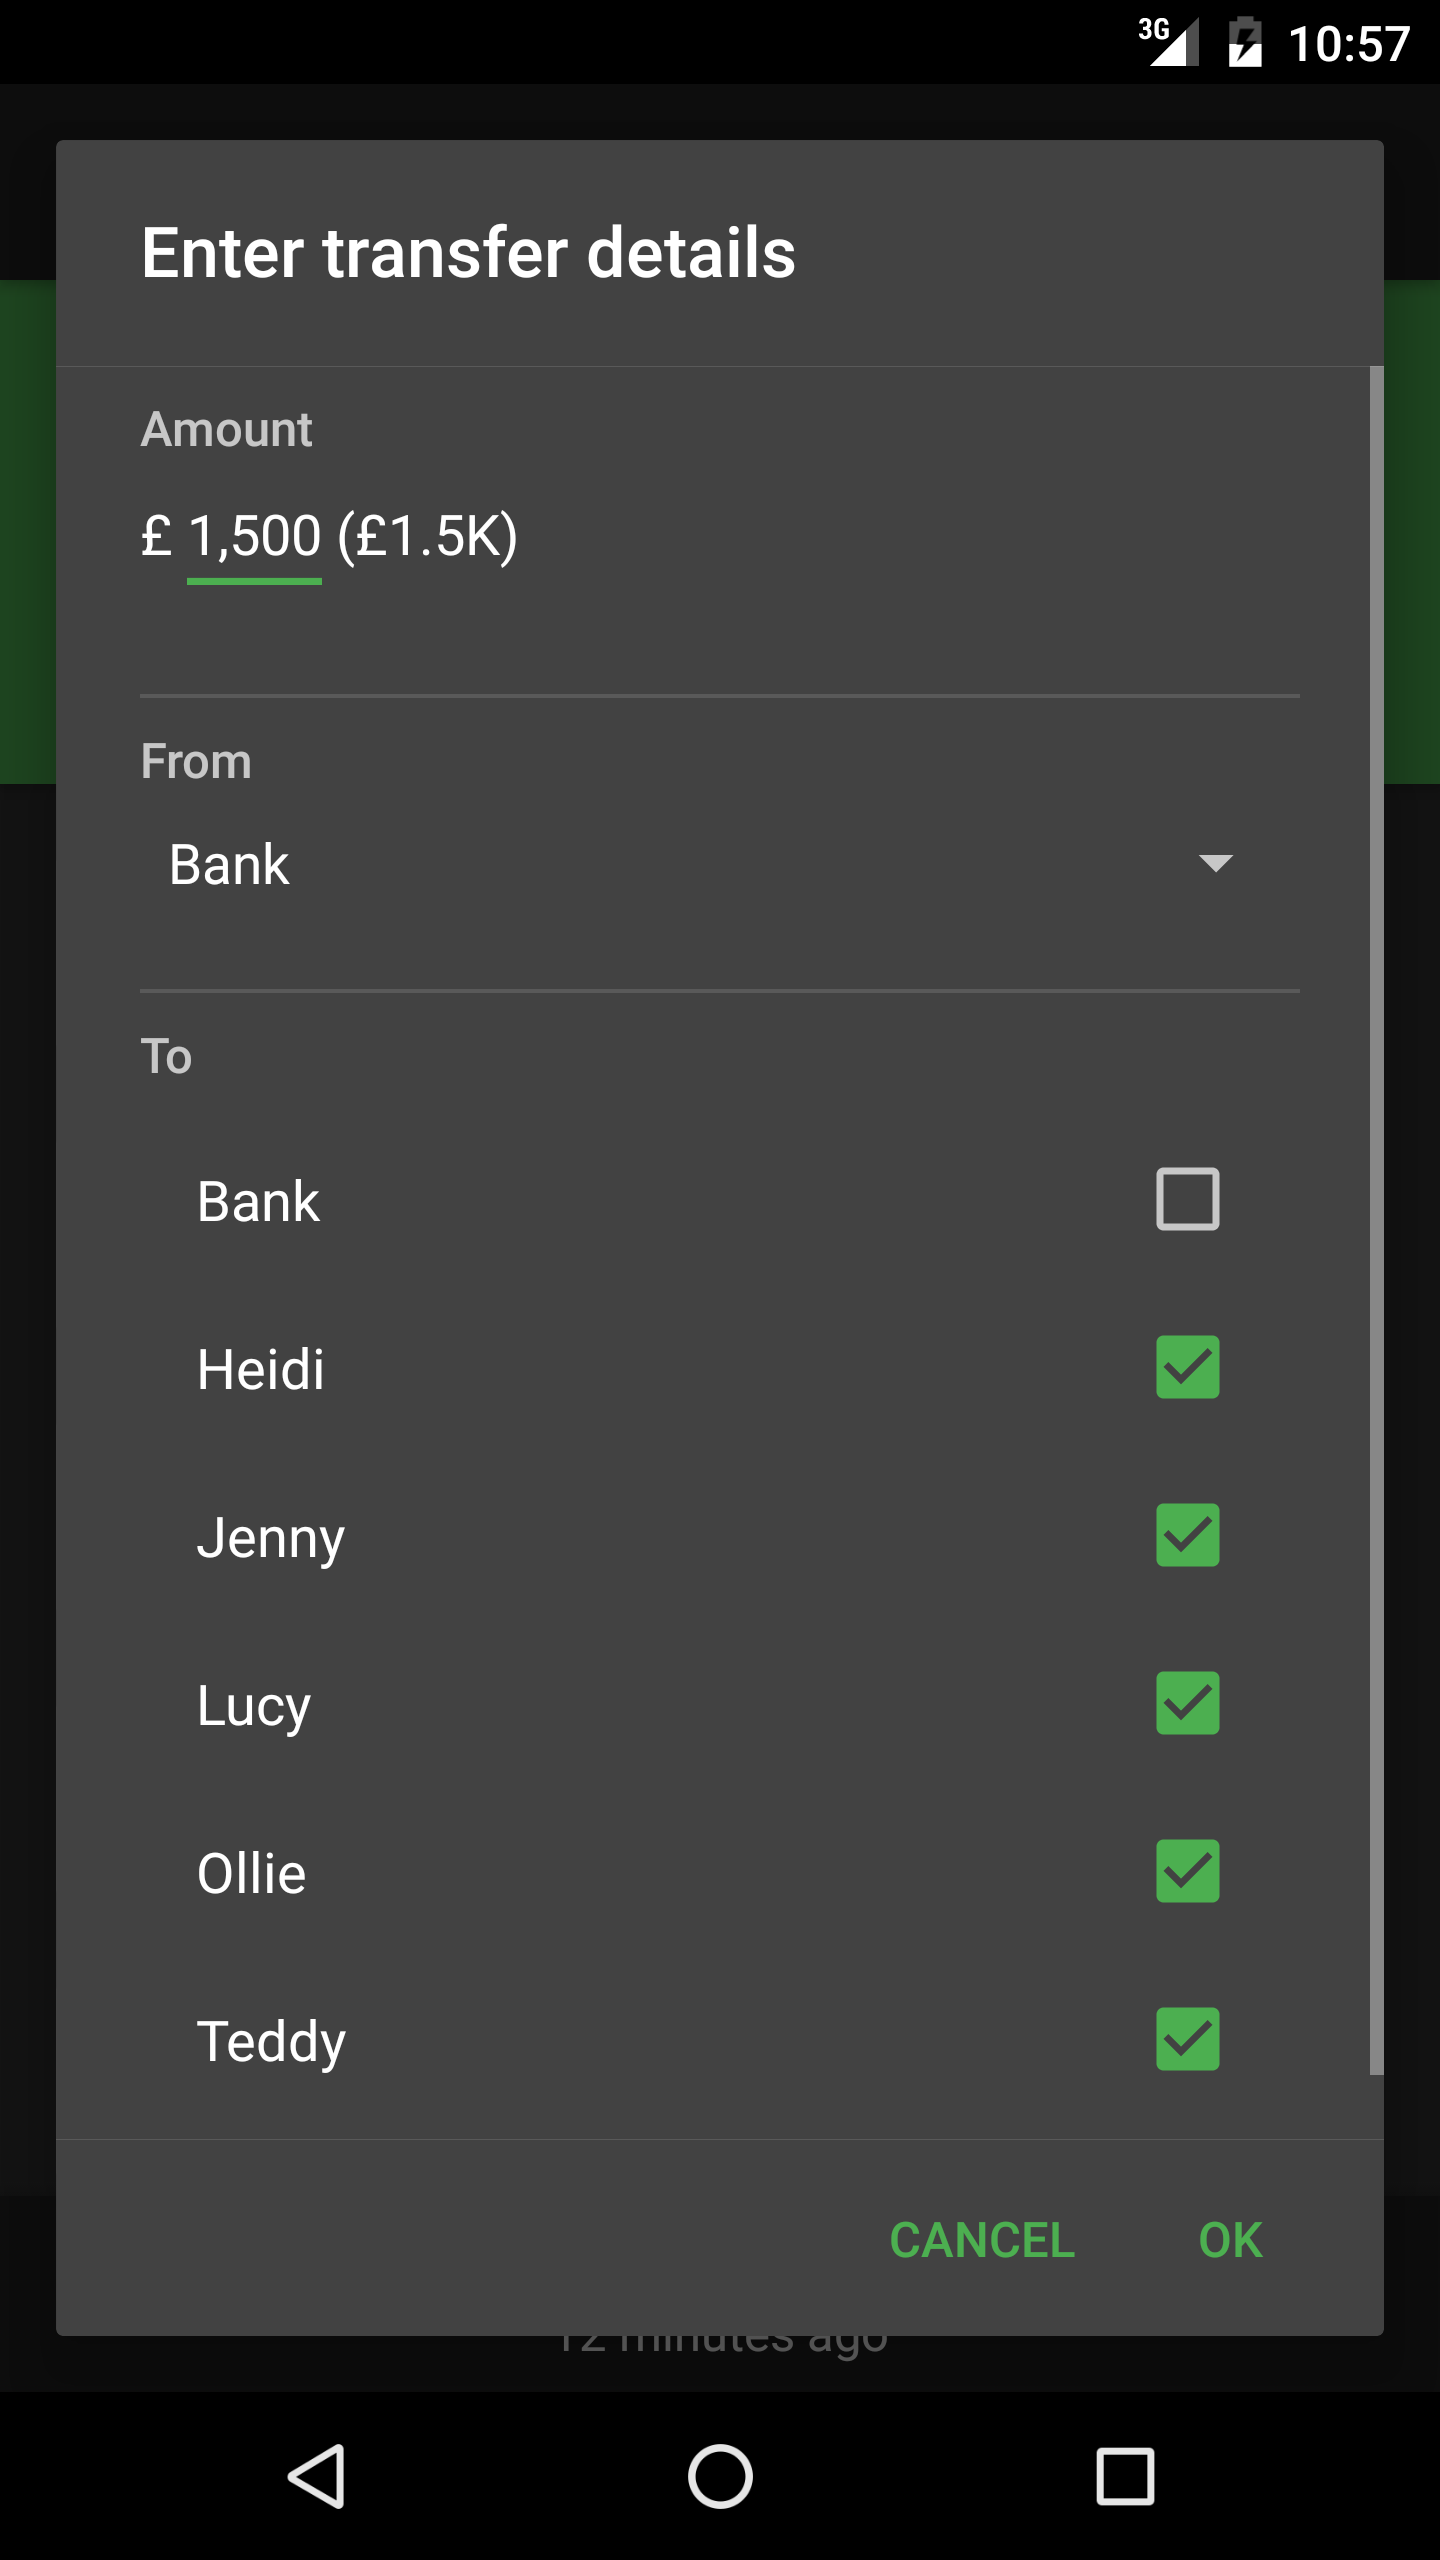 3G 10:57
Enter transfer details
Amount
£ 1,500 (£1.5K)
From
Bank
To
Bank
Heidi
Jenny
Lucy
Ollie
Teddy
CANCEL OK
12 minutes ago